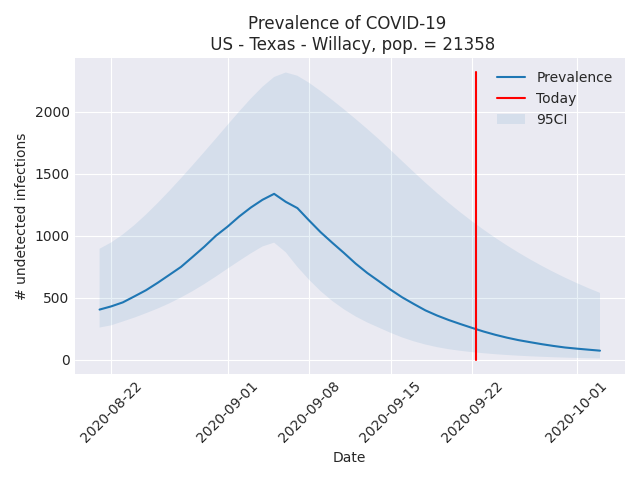 Prevalence of COVID-19
US - Texas - Willacy, pop. = 21358
Prevalence
Today
95CI
# undetected infections
2000
1500
1000
500
0
2020-08-22
2020-09-01
2020-09-08
2020-09-15
2020-09-22
2020-10-01
Date